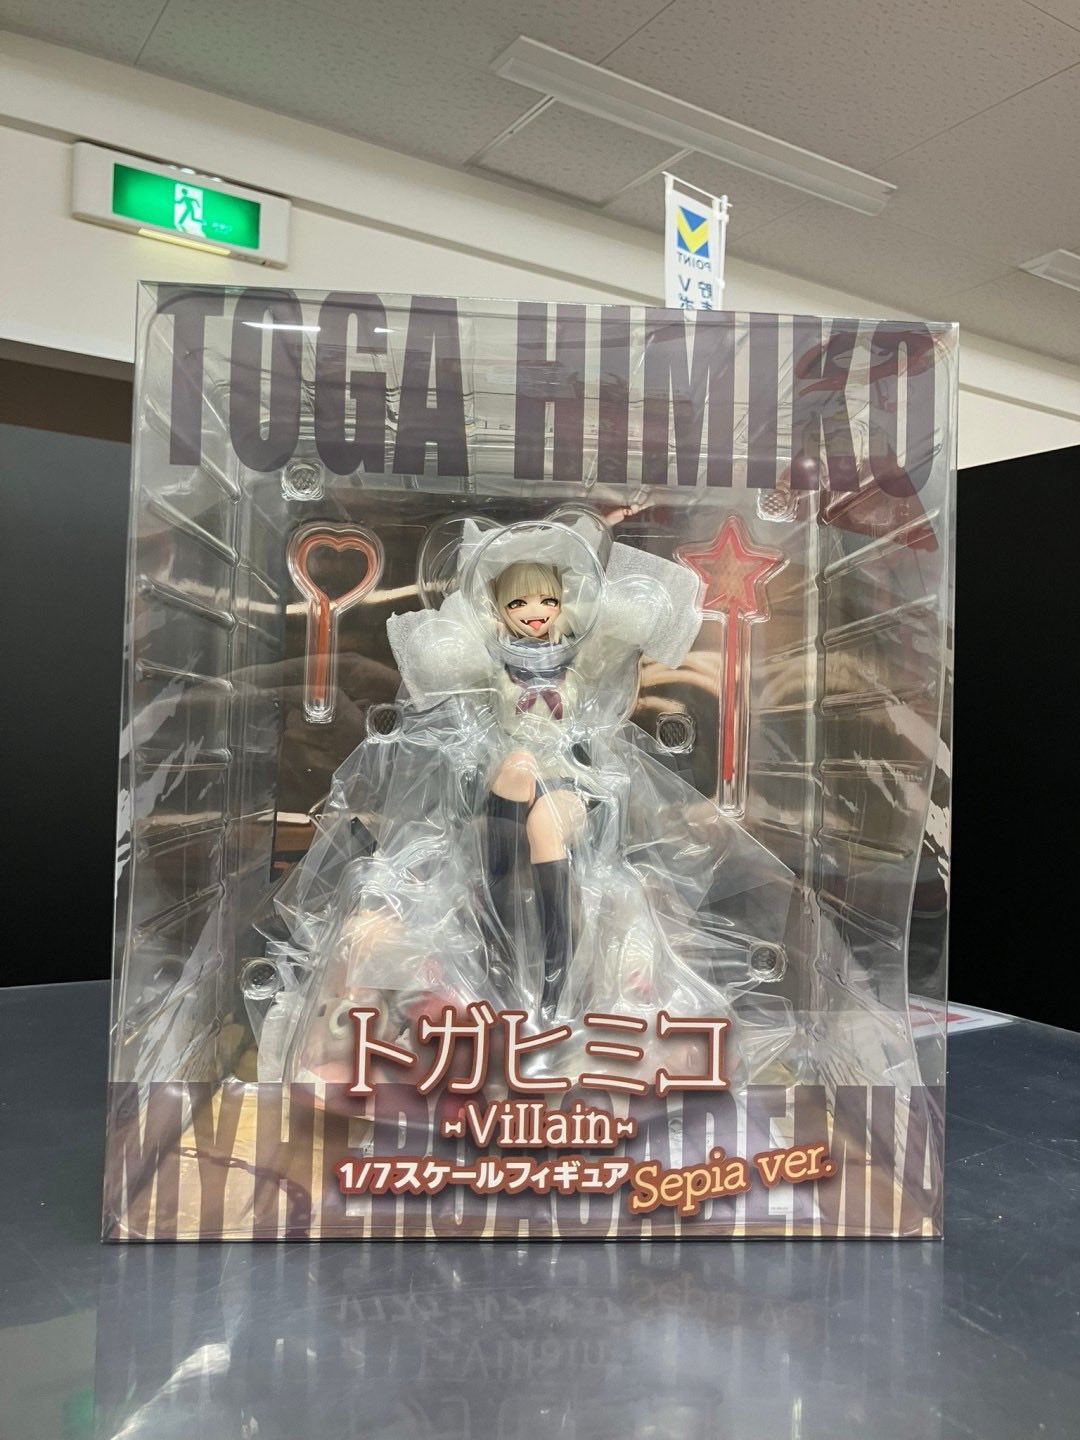 POINT
TOGA HIMIKO
トガヒミコ
Villain
1/7スケールフィギュア Sepia ver.
MY HERO ACADEMIA